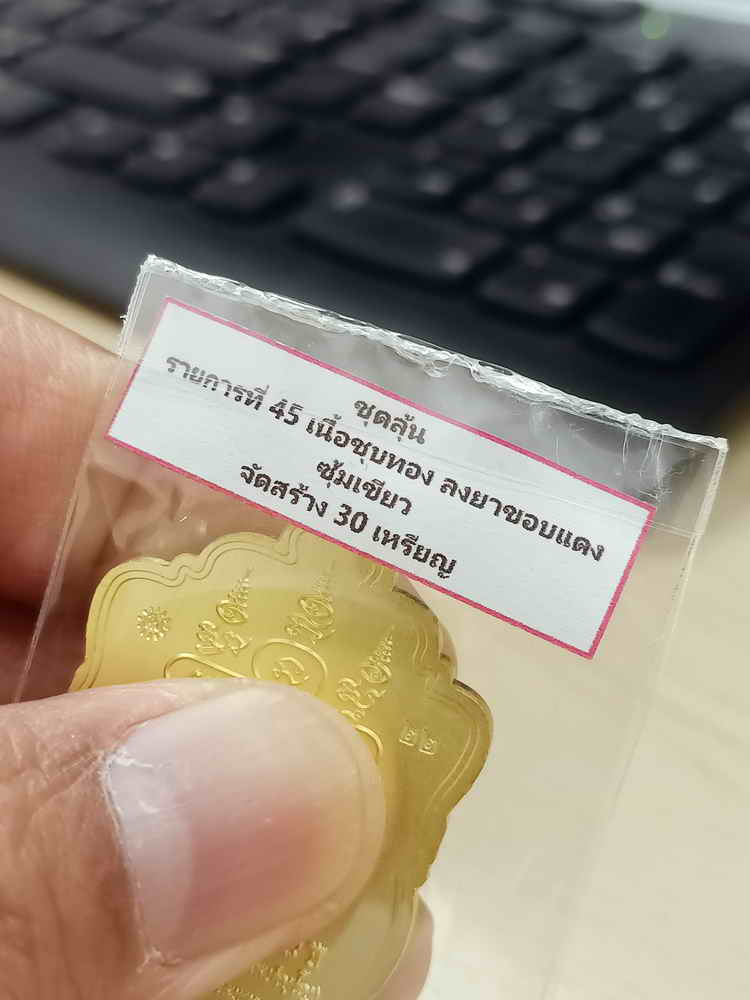 ชุดลุ้น
รายการที่ 45 เนื้อชุบทอง ลงยาขอบแดง
ซุ้มเขียว
จัดสร้าง 30 เหรียญ
๒๒